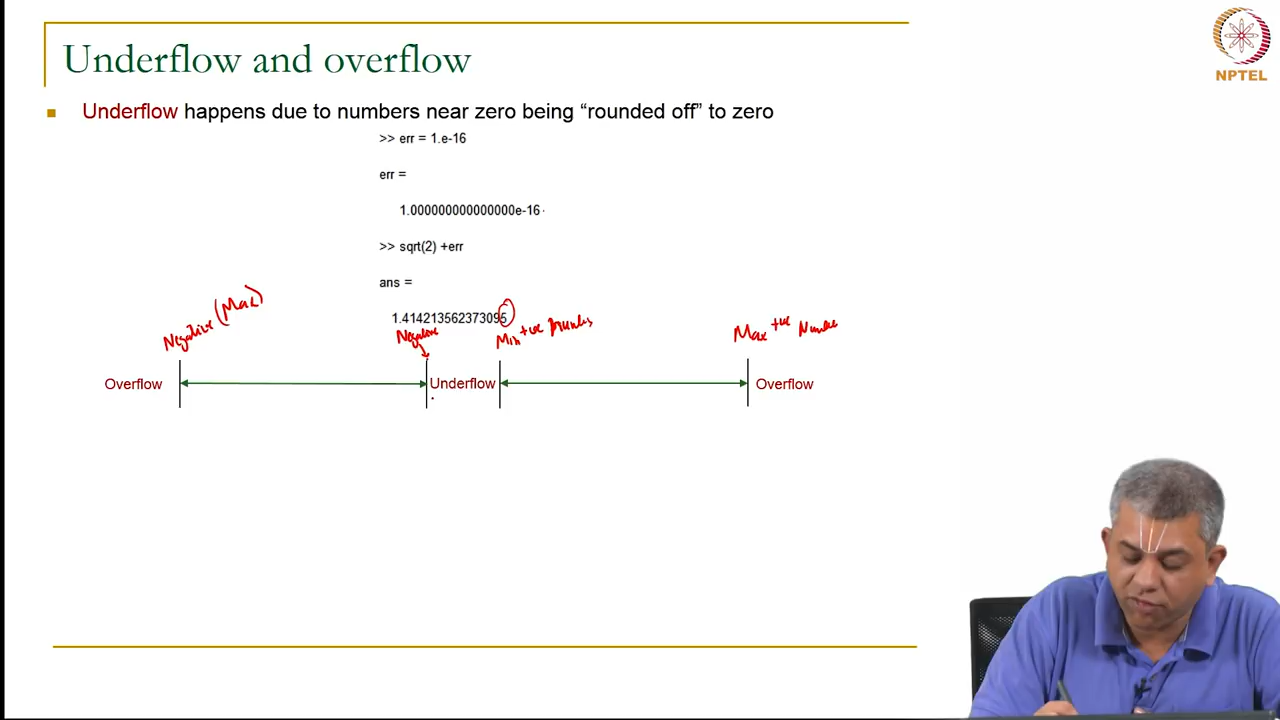 Underflow and overflow
NPTEL
Underflow happens due to numbers near zero being “rounded off” to zero
>> err = 1.e-16
err =
1.000000000000000e-16
>> sqrt(2) +err
ans =
1.414213562373095
Negative (Max)
Negative
Min +ve Number
Max +ve Number
Overflow
Underflow
Overflow